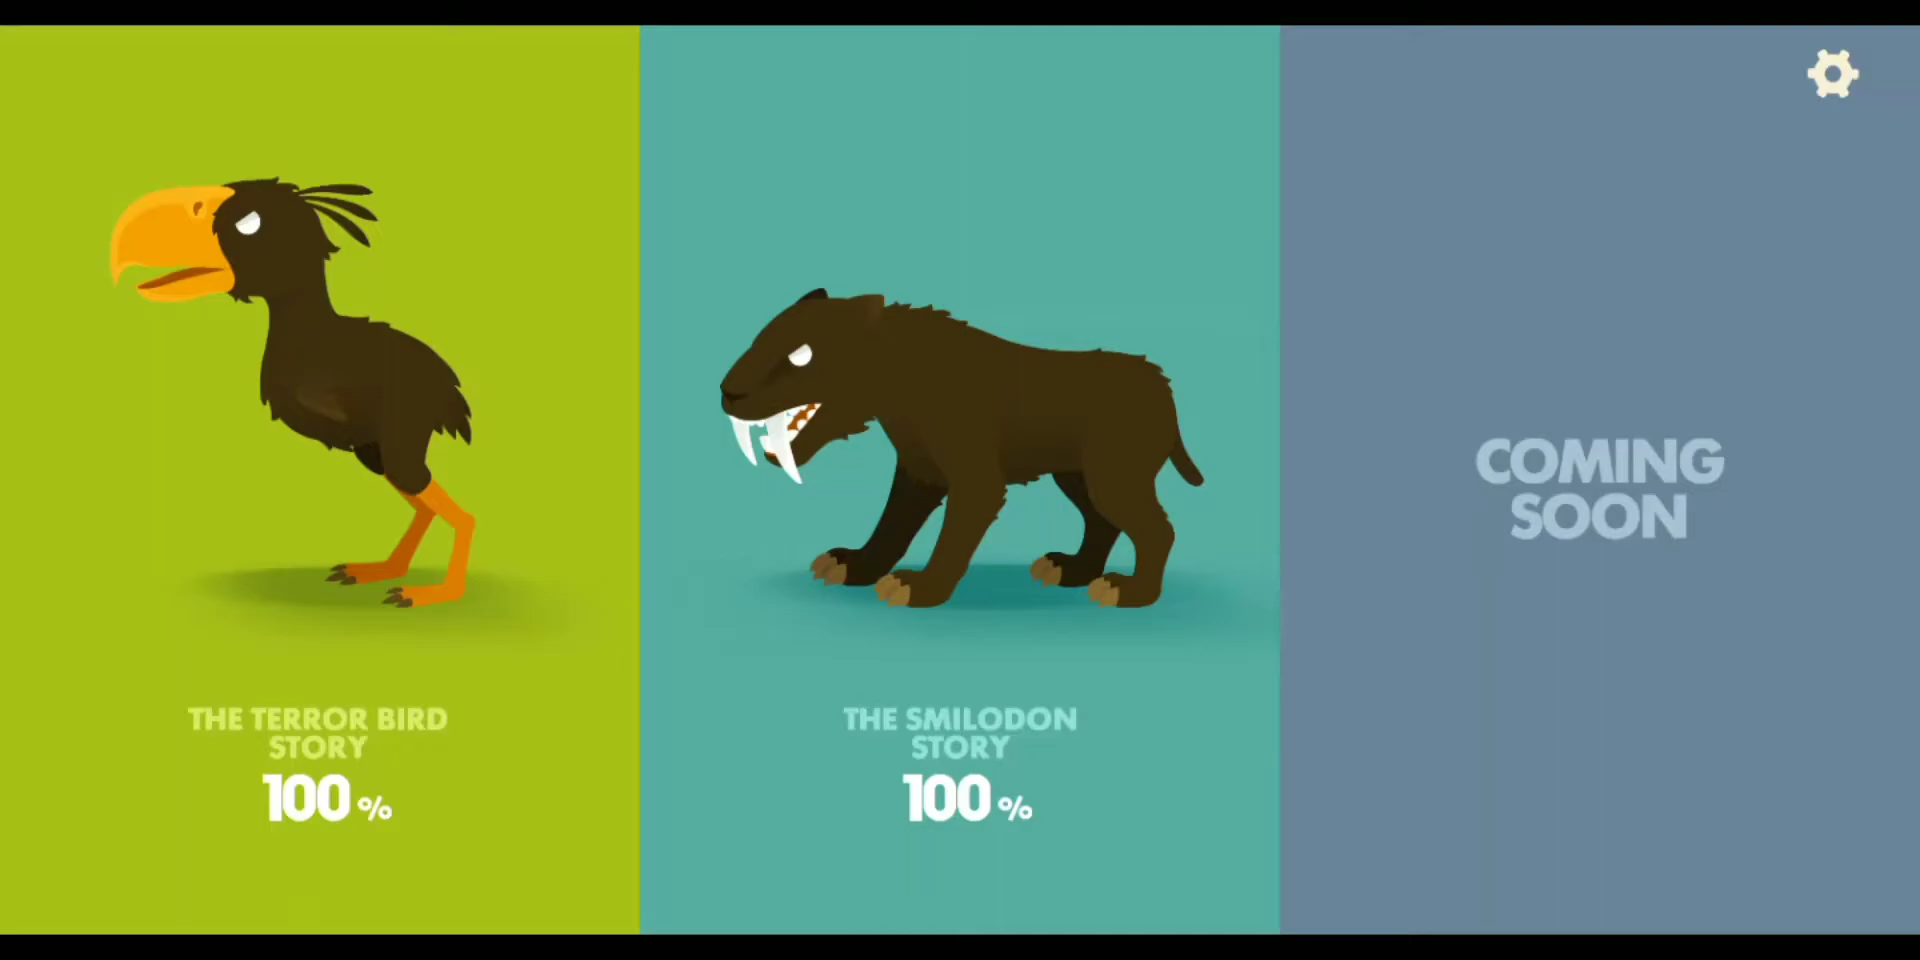 THE TERROR BIRD
STORY
100 %
THE SMILODON
STORY
100 %
COMING
SOON